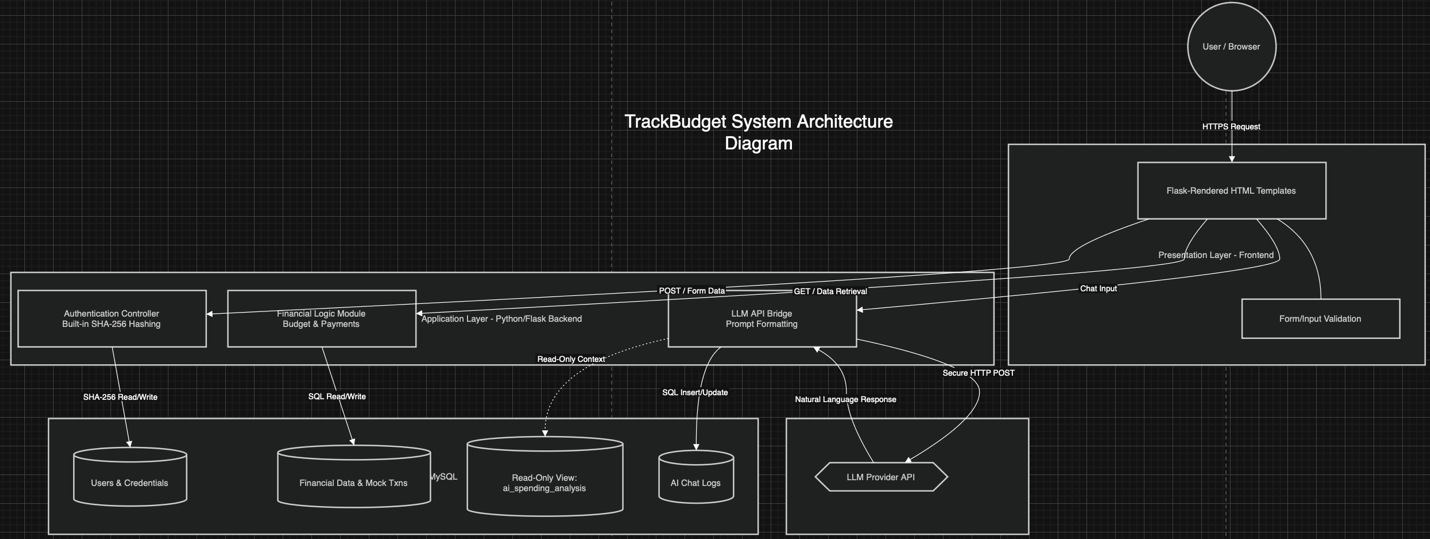 User / Browser
TrackBudget System Architecture
Diagram
HTTPS Request
Flask-Rendered HTML Templates
Presentation Layer - Frontend
POST / Form Data
GET / Data Retrieval
Chat Input
Authentication Controller
Built-in SHA-256 Hashing
Financial Logic Module
Budget & Payments
Application Layer - Python/Flask Backend
LLM API Bridge
Prompt Formatting
Form/Input Validation
Read-Only Context
Secure HTTP POST
SHA-256 Read/Write
SQL Read/Write
SQL Insert/Update
Natural Language Response
Users & Credentials
Financial Data & Mock Txns
MySQL
Read-Only View:
ai_spending_analysis
AI Chat Logs
LLM Provider API